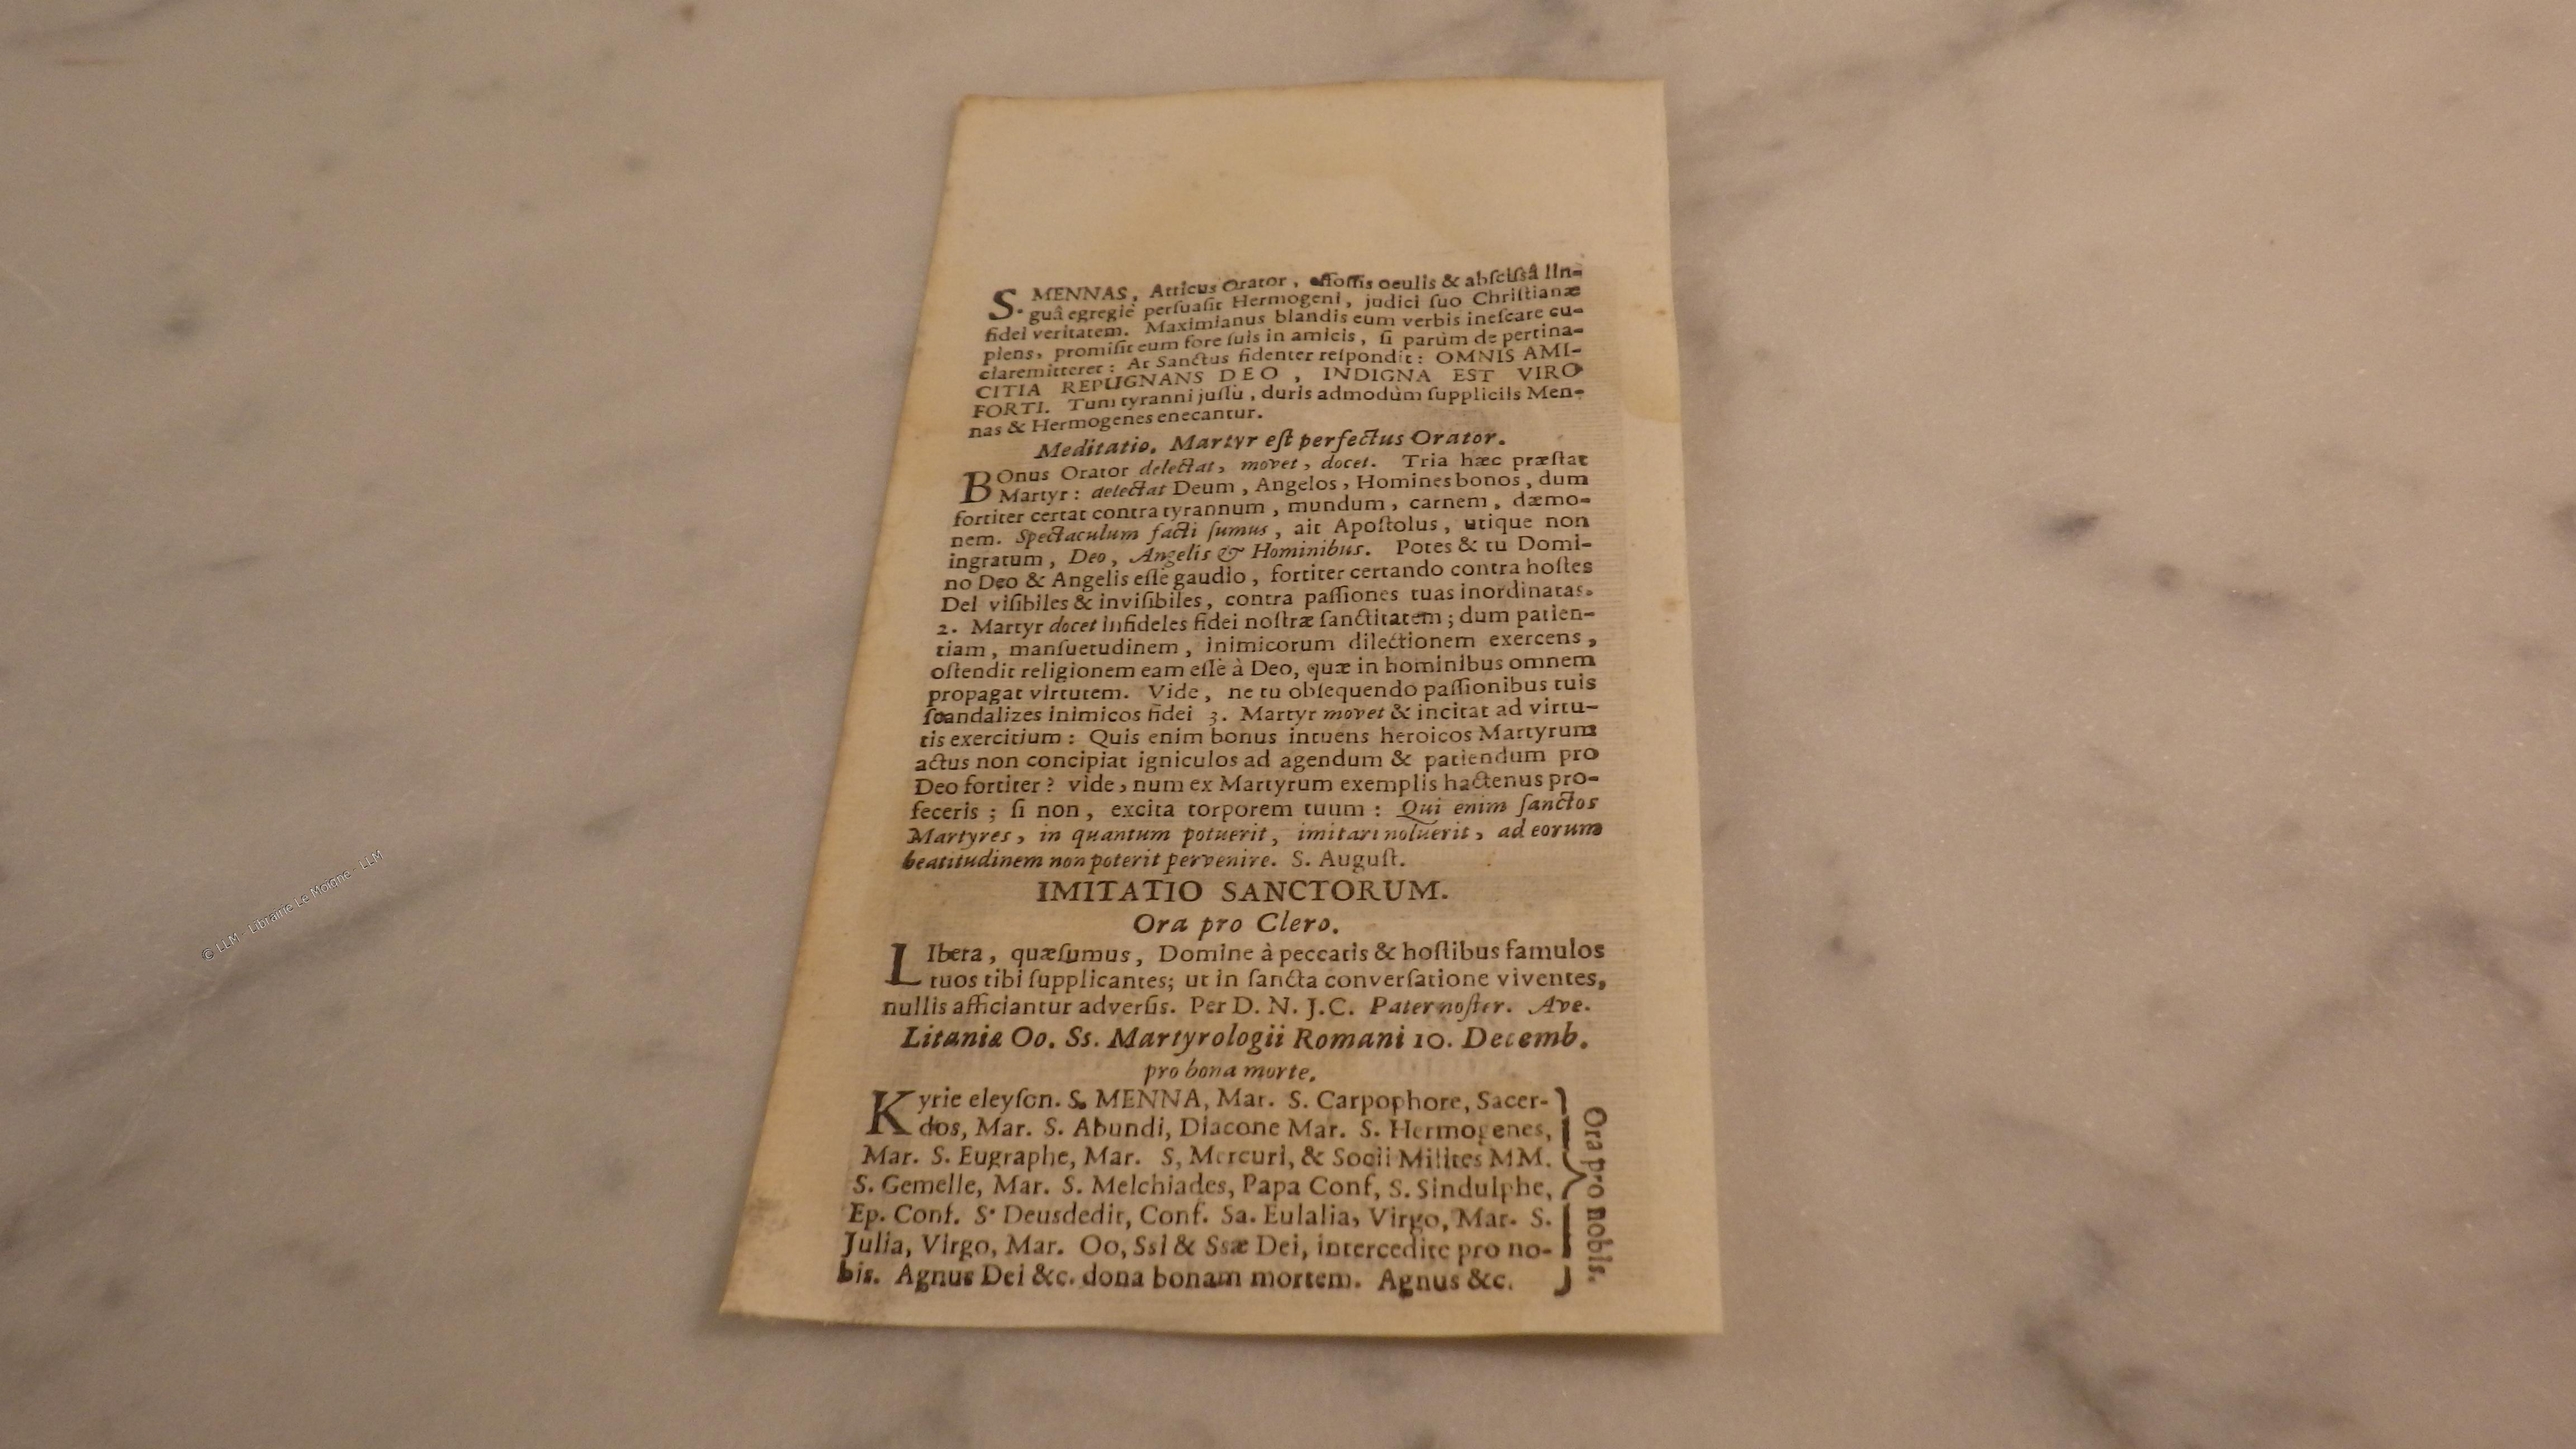 S. MENNAS, Atticus Orator, effossis oculis & abscissâ lin-
guâ egregiè persuasit Hermogeni, judici suo Christianæ
fidei veritatem. Maximianus blandis eum verbis inescare cu-
piens, promisit eum fore suis in amicis, si parùm de pertina-
cia remitteret: At Sanctus fidenter respondit: OMNIS AMI-
CITIA REPUGNANS DEO, INDIGNA EST VIRO
FORTI. Tum tyranni jussu, duris admodùm suppliciis Men-
nas & Hermogenes enecantur.
Meditatio. Martyr est perfectus Orator.
BOnus Orator delectat, movet, docet. Tria hæc præstat
Martyr: delectat Deum, Angelos, Homines bonos, dum
fortiter certat contra tyrannum, mundum, carnem, dæmo-
nem. Spectaculum facti sumus, ait Apostolus, utique non
ingratum, Deo, Angelis & Hominibus. Potes & tu Domi-
no Deo & Angelis esse gaudio, fortiter certando contra hostes
Dei visibiles & invisibiles, contra passiones tuas inordinatas.
2. Martyr docet infideles fidei nostræ sanctitatem; dum patien-
tiam, mansuetudinem, inimicorum dilectionem exercens,
ostendit religionem eam esse à Deo, quæ in hominibus omnem
propagat virtutem. Vide, ne tu obsequendo passionibus tuis
scandalizes inimicos fidei 3. Martyr movet & incitat ad virtu-
tis exercitium: Quis enim bonus intuens heroicos Martyrum
actus non concipiat igniculos ad agendum & patiendum pro
Deo fortiter? vide, num ex Martyrum exemplis hactenus pro-
feceris; si non, excita torporem tuum: Qui enim sanctos
Martyres, in quantum potuerit, imitari noluerit, ad eorum
beatitudinem non poterit pervenire. S. August.
IMITATIO SANCTORUM.
Ora pro Clero.
LIbera, quæsumus, Domine à peccatis & hostibus famulos
tuos tibi supplicantes; ut in sancta conversatione viventes,
nullis afficiantur adversis. Per D. N. J.C. Pater noster. Ave.
Litaniæ Oo. Ss. Martyrologii Romani 10. Decemb.
pro bona morte.
Kyrie eleyson. S. MENNA, Mar. S. Carpophore, Sacer-
dos, Mar. S. Abundi, Diacone Mar. S. Hermogenes,
Mar. S. Eugraphe, Mar. S, Mercuri, & Socii Milites MM.
S. Gemelle, Mar. S. Melchiades, Papa Conf, S. Sindulphe,
Ep. Conf. S. Deusdedit, Conf. Sa. Eulalia, Virgo, Mar. S.
Julia, Virgo, Mar. Oo, Ssi & Ssæ Dei, intercedite pro no-
bis. Agnus Dei &c. dona bonam mortem. Agnus &c.
Ora pro nobis.
© LLM - Librairie Le Moigne - LLM